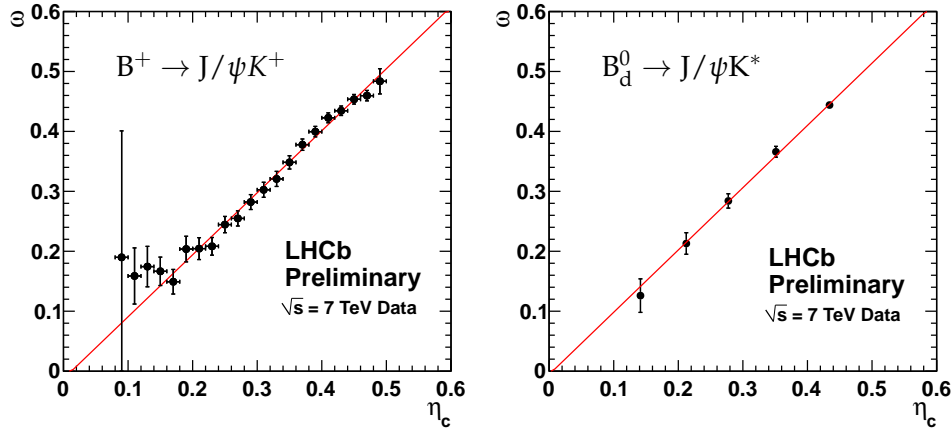 ω
0.6
0.5
0.4
0.3
0.2
0.1
0
B⁺ → J/ψK⁺
LHCb
Preliminary
√s = 7 TeV Data
0 0.1 0.2 0.3 0.4 0.5 0.6
η_c
ω
0.6
0.5
0.4
0.3
0.2
0.1
0
B⁰_d → J/ψK*
LHCb
Preliminary
√s = 7 TeV Data
0 0.1 0.2 0.3 0.4 0.5 0.6
η_c